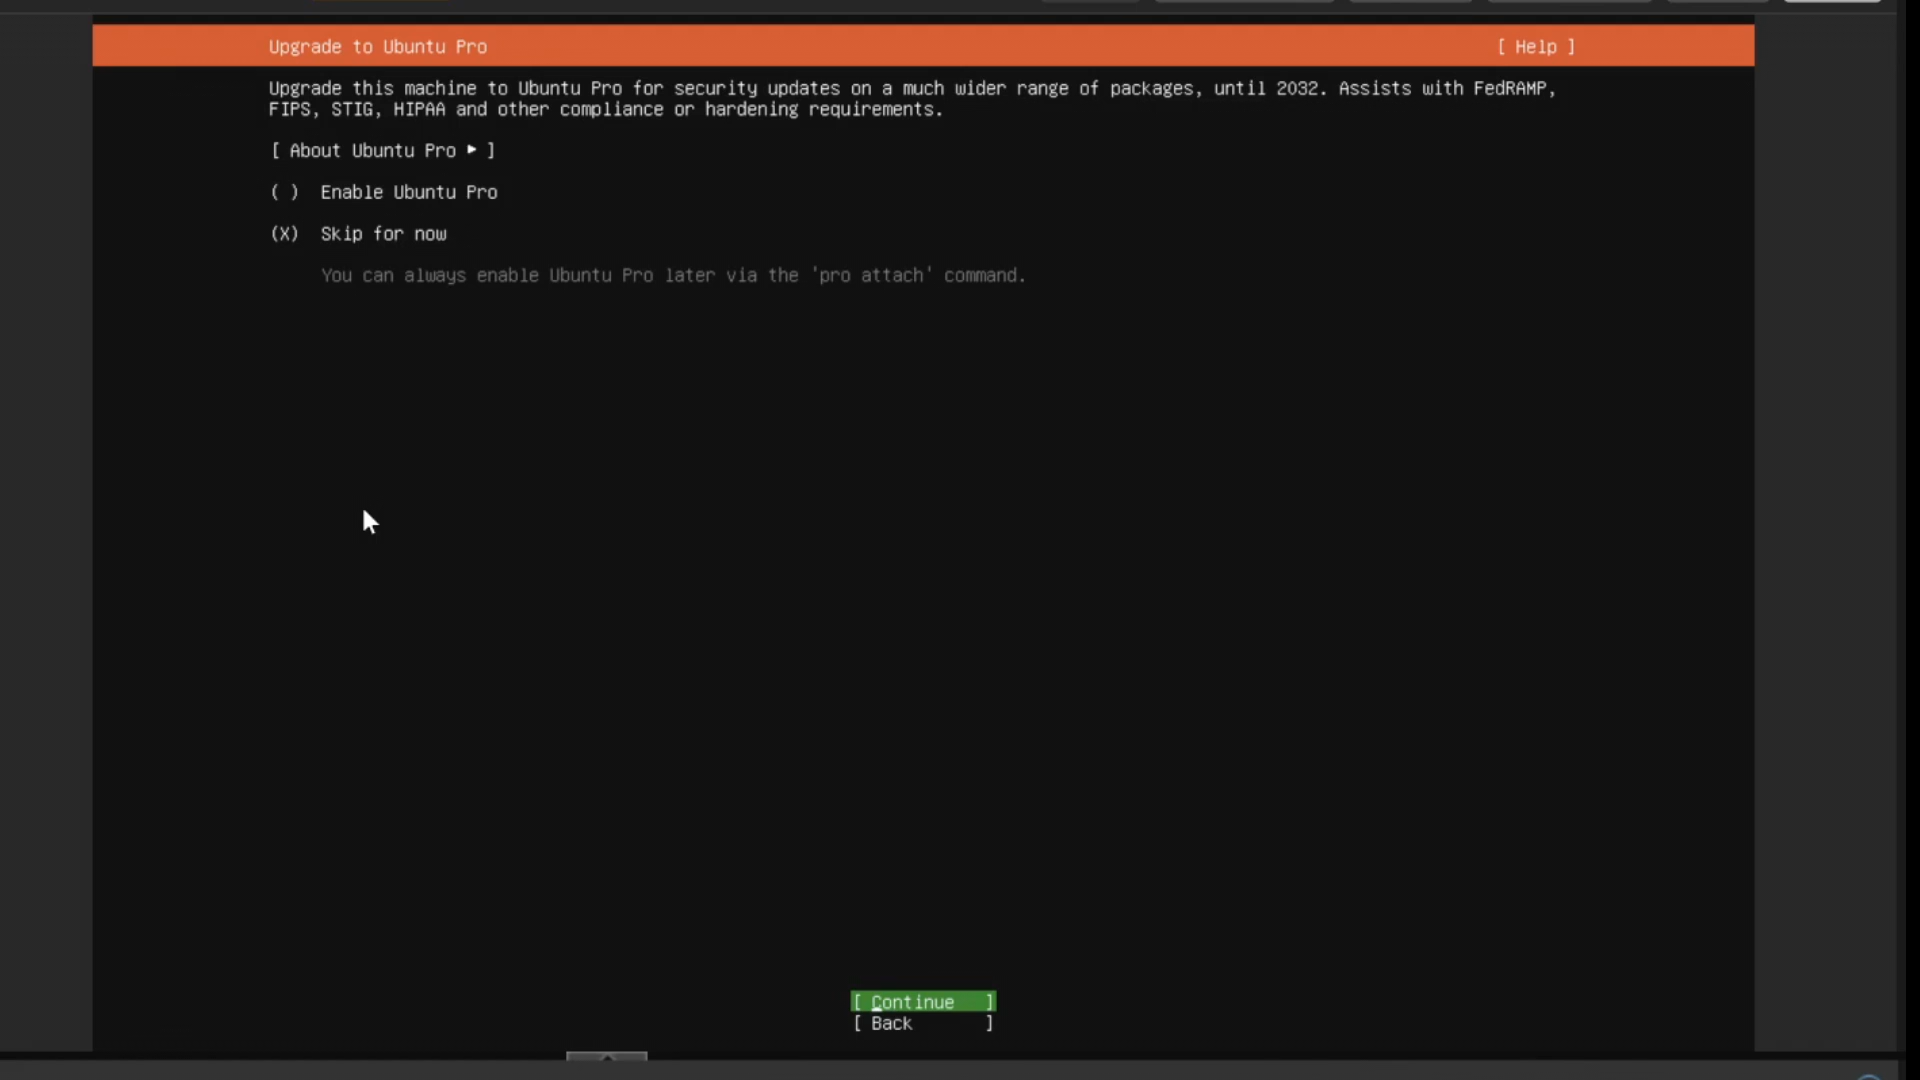 Upgrade to Ubuntu Pro [ Help ]
Upgrade this machine to Ubuntu Pro for security updates on a much wider range of packages, until 2032. Assists with FedRAMP,
FIPS, STIG, HIPAA and other compliance or hardening requirements.
[ About Ubuntu Pro ► ]
( ) Enable Ubuntu Pro
(X) Skip for now
You can always enable Ubuntu Pro later via the 'pro attach' command.
[ Continue ]
[ Back ]